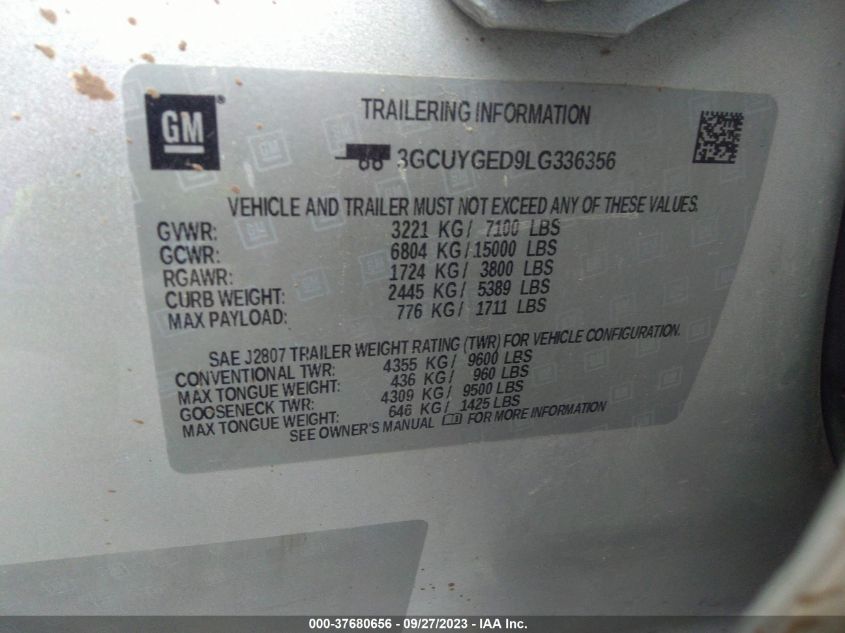 GM ®
TRAILERING INFORMATION
3GCUYGED9LG336356
VEHICLE AND TRAILER MUST NOT EXCEED ANY OF THESE VALUES.
GVWR: 3221 KG/ 7100 LBS
GCWR: 6804 KG/15000 LBS
RGAWR: 1724 KG/ 3800 LBS
CURB WEIGHT: 2445 KG/ 5389 LBS
MAX PAYLOAD: 776 KG/ 1711 LBS
SAE J2807 TRAILER WEIGHT RATING (TWR) FOR VEHICLE CONFIGURATION.
CONVENTIONAL TWR: 4355 KG/ 9600 LBS
MAX TONGUE WEIGHT: 436 KG/ 960 LBS
GOOSENECK TWR: 4309 KG/ 9500 LBS
MAX TONGUE WEIGHT: 646 KG/ 1425 LBS
SEE OWNER'S MANUAL FOR MORE INFORMATION
000-37680656 - 09/27/2023 - IAA Inc.